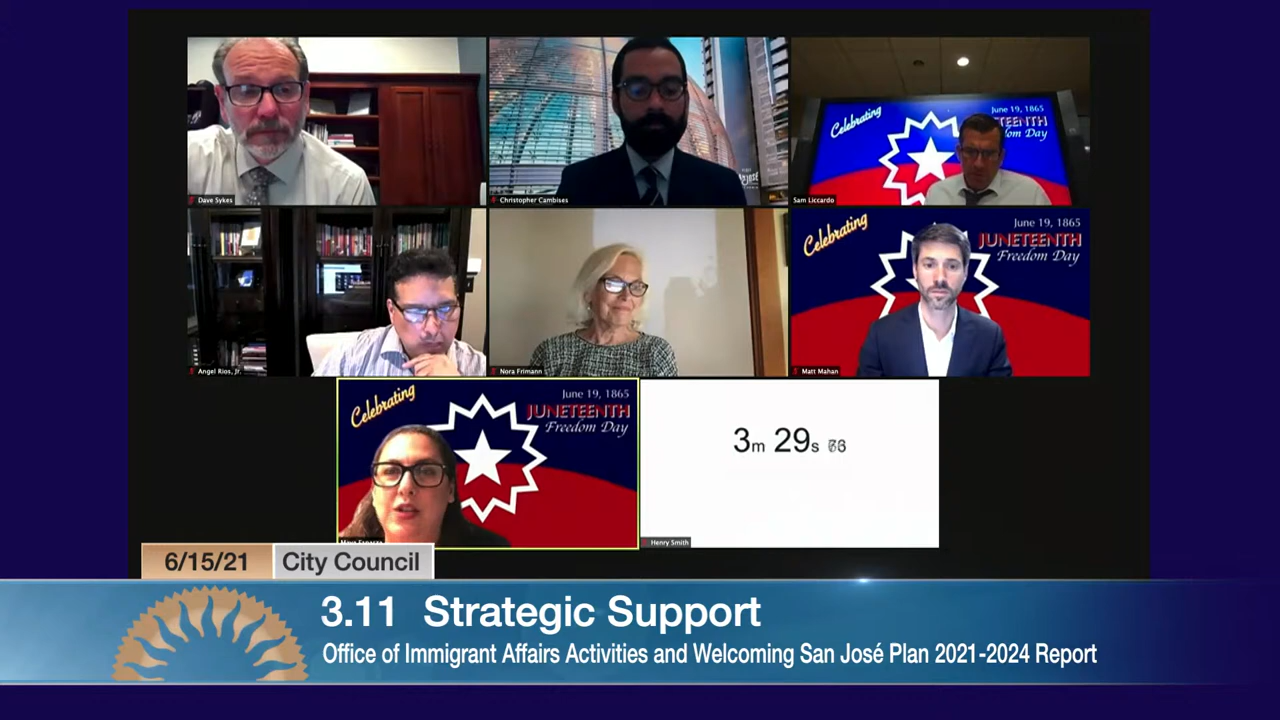 Celebrating
June 19, 1865
Dave Sykes
Christopher Cambises
Sam Liccardo
Celebrating
June 19, 1865
JUNETEENTH
Freedom Day
Angel Rios, Jr.
Nora Frimann
Matt Mahan
Celebrating
June 19, 1865
JUNETEENTH
Freedom Day
3m 29s
Henry Smith
6/15/21
City Council
3.11 Strategic Support
Office of Immigrant Affairs Activities and Welcoming San José Plan 2021-2024 Report